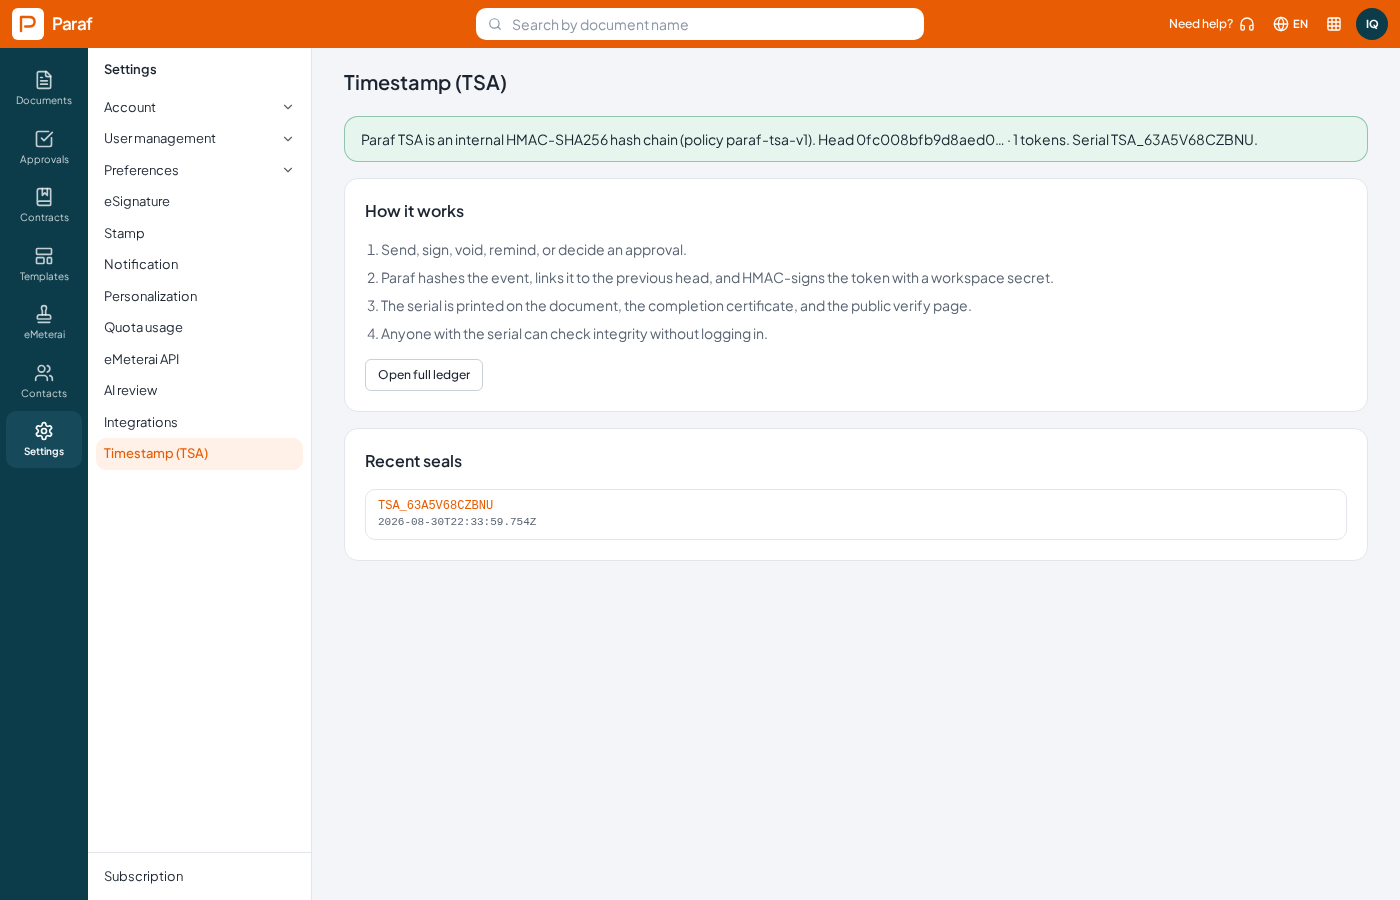 Paraf
Search by document name
Need help?
EN
IQ
Documents
Approvals
Contracts
Templates
eMeterai
Contacts
Settings
Settings
Account
User management
Preferences
eSignature
Stamp
Notification
Personalization
Quota usage
eMeterai API
AI review
Integrations
Timestamp (TSA)
Subscription
Timestamp (TSA)
Paraf TSA is an internal HMAC-SHA256 hash chain (policy paraf-tsa-v1). Head 0fc008bfb9d8aed0… · 1 tokens. Serial TSA_63A5V68CZBNU.
How it works
1. Send, sign, void, remind, or decide an approval.
2. Paraf hashes the event, links it to the previous head, and HMAC-signs the token with a workspace secret.
3. The serial is printed on the document, the completion certificate, and the public verify page.
4. Anyone with the serial can check integrity without logging in.
Open full ledger
Recent seals
TSA_63A5V68CZBNU
2026-08-30T22:33:59.754Z